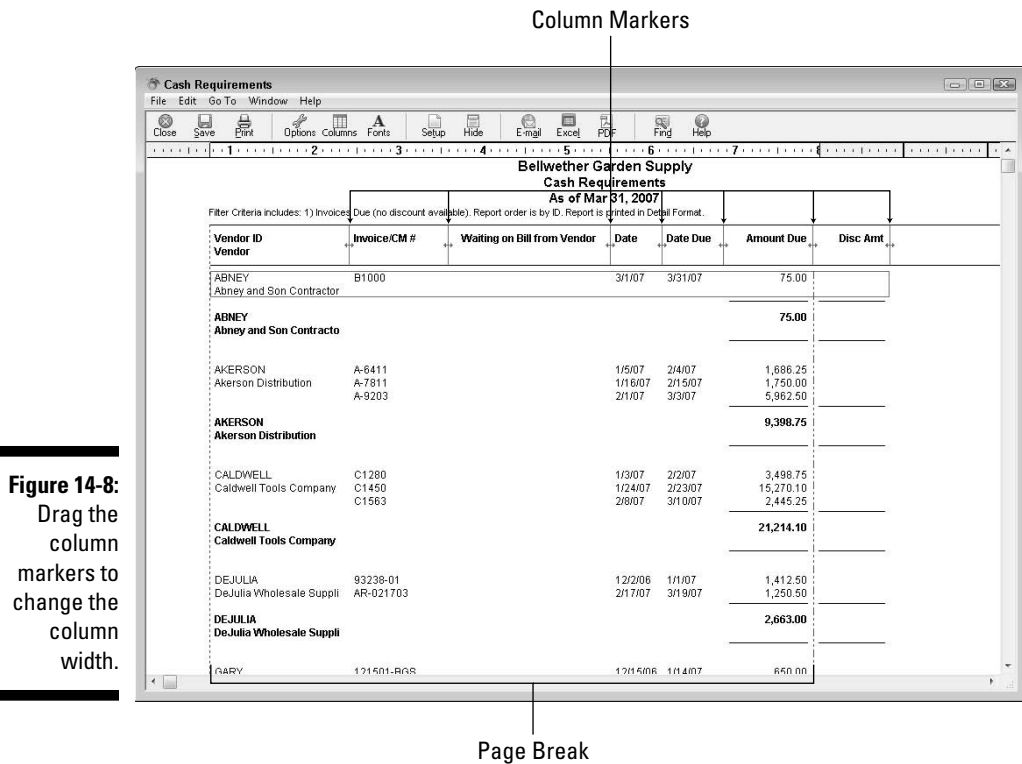 Column Markers
Cash Requirements
File Edit Go To Window Help
Close Save Print Options Columns Fonts Setup Hide E-mail Excel PDF Find Help
1 2 3 4 5 6 7 8
Bellwether Garden Supply
Cash Requirements
As of Mar 31, 2007
Filter Criteria includes: 1) Invoices Due (no discount available). Report order is by ID. Report is printed in Detail Format.
Vendor ID Invoice/CM # Waiting on Bill from Vendor Date Date Due Amount Due Disc Amt
Vendor
ABNEY B1000 3/1/07 3/31/07 75.00
Abney and Son Contractor
ABNEY 75.00
Abney and Son Contracto
AKERSON A-6411 1/5/07 2/4/07 1,686.25
Akerson Distribution A-7811 1/16/07 2/15/07 1,750.00
A-9203 2/1/07 3/3/07 5,962.50
AKERSON 9,398.75
Akerson Distribution
CALDWELL C1280 1/3/07 2/2/07 3,498.75
Caldwell Tools Company C1450 1/24/07 2/23/07 15,270.10
C1563 2/8/07 3/10/07 2,445.25
CALDWELL 21,214.10
Caldwell Tools Company
DEJULIA 93238-01 12/2/06 1/1/07 1,412.50
DeJulia Wholesale Suppli AR-021703 2/17/07 3/19/07 1,250.50
DEJULIA 2,663.00
DeJulia Wholesale Suppli
GARY 121501-BGS 12/15/06 1/14/07 650.00
Figure 14-8:
Drag the
column
markers to
change the
column
width.
Page Break